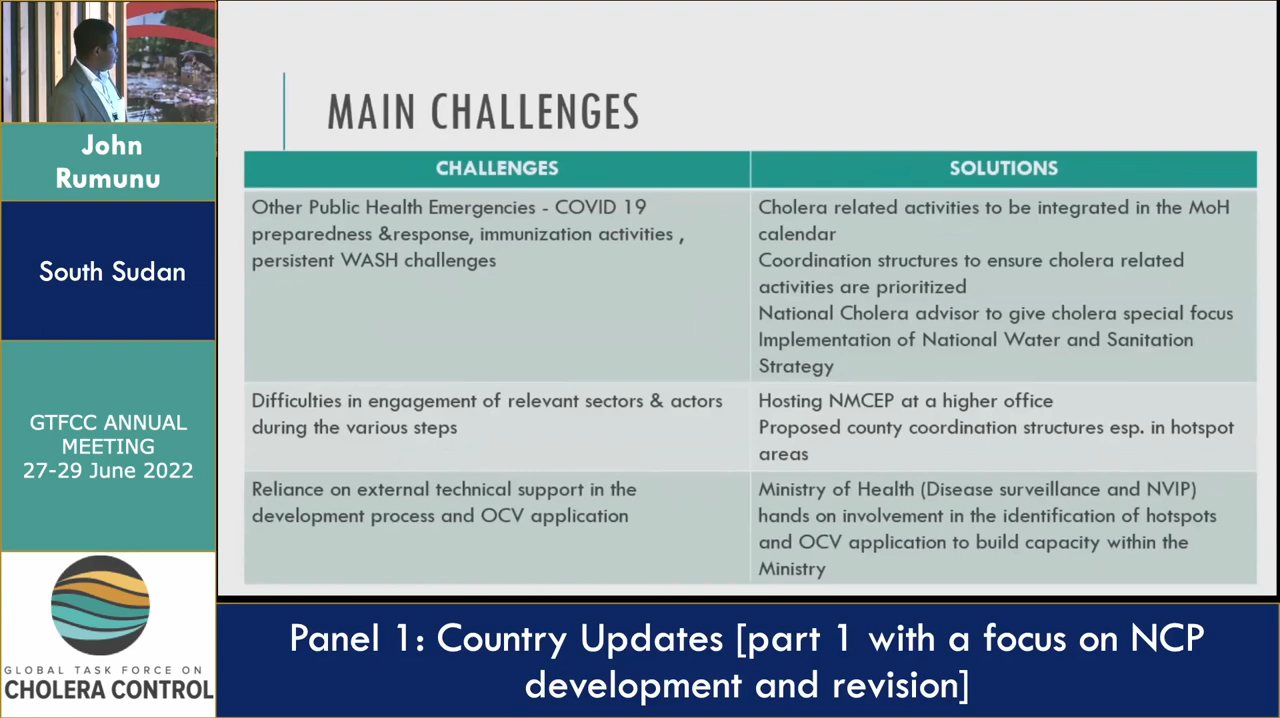 John
Rumunu
South Sudan
GTFCC ANNUAL
MEETING
27-29 June 2022
GLOBAL TASK FORCE ON
CHOLERA CONTROL
MAIN CHALLENGES
CHALLENGES
SOLUTIONS
Other Public Health Emergencies - COVID 19
preparedness &response, immunization activities ,
persistent WASH challenges
Cholera related activities to be integrated in the MoH
calendar
Coordination structures to ensure cholera related
activities are prioritized
National Cholera advisor to give cholera special focus
Implementation of National Water and Sanitation
Strategy
Difficulties in engagement of relevant sectors & actors
during the various steps
Hosting NMCEP at a higher office
Proposed county coordination structures esp. in hotspot
areas
Reliance on external technical support in the
development process and OCV application
Ministry of Health (Disease surveillance and NVIP)
hands on involvement in the identification of hotspots
and OCV application to build capacity within the
Ministry
Panel 1: Country Updates [part 1 with a focus on NCP
development and revision]